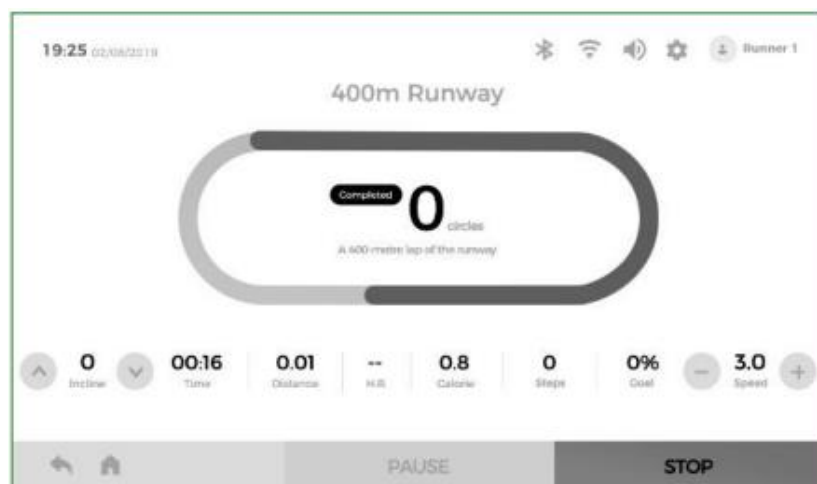 19:25 02/08/2019
Runner 1
400m Runway
Completed
0 circles
A 400-metre lap of the runway
0 00:16 0.01 -- 0.8 0 0% 3.0
Incline Time Distance H.R. Calorie Steps Goal Speed
PAUSE STOP